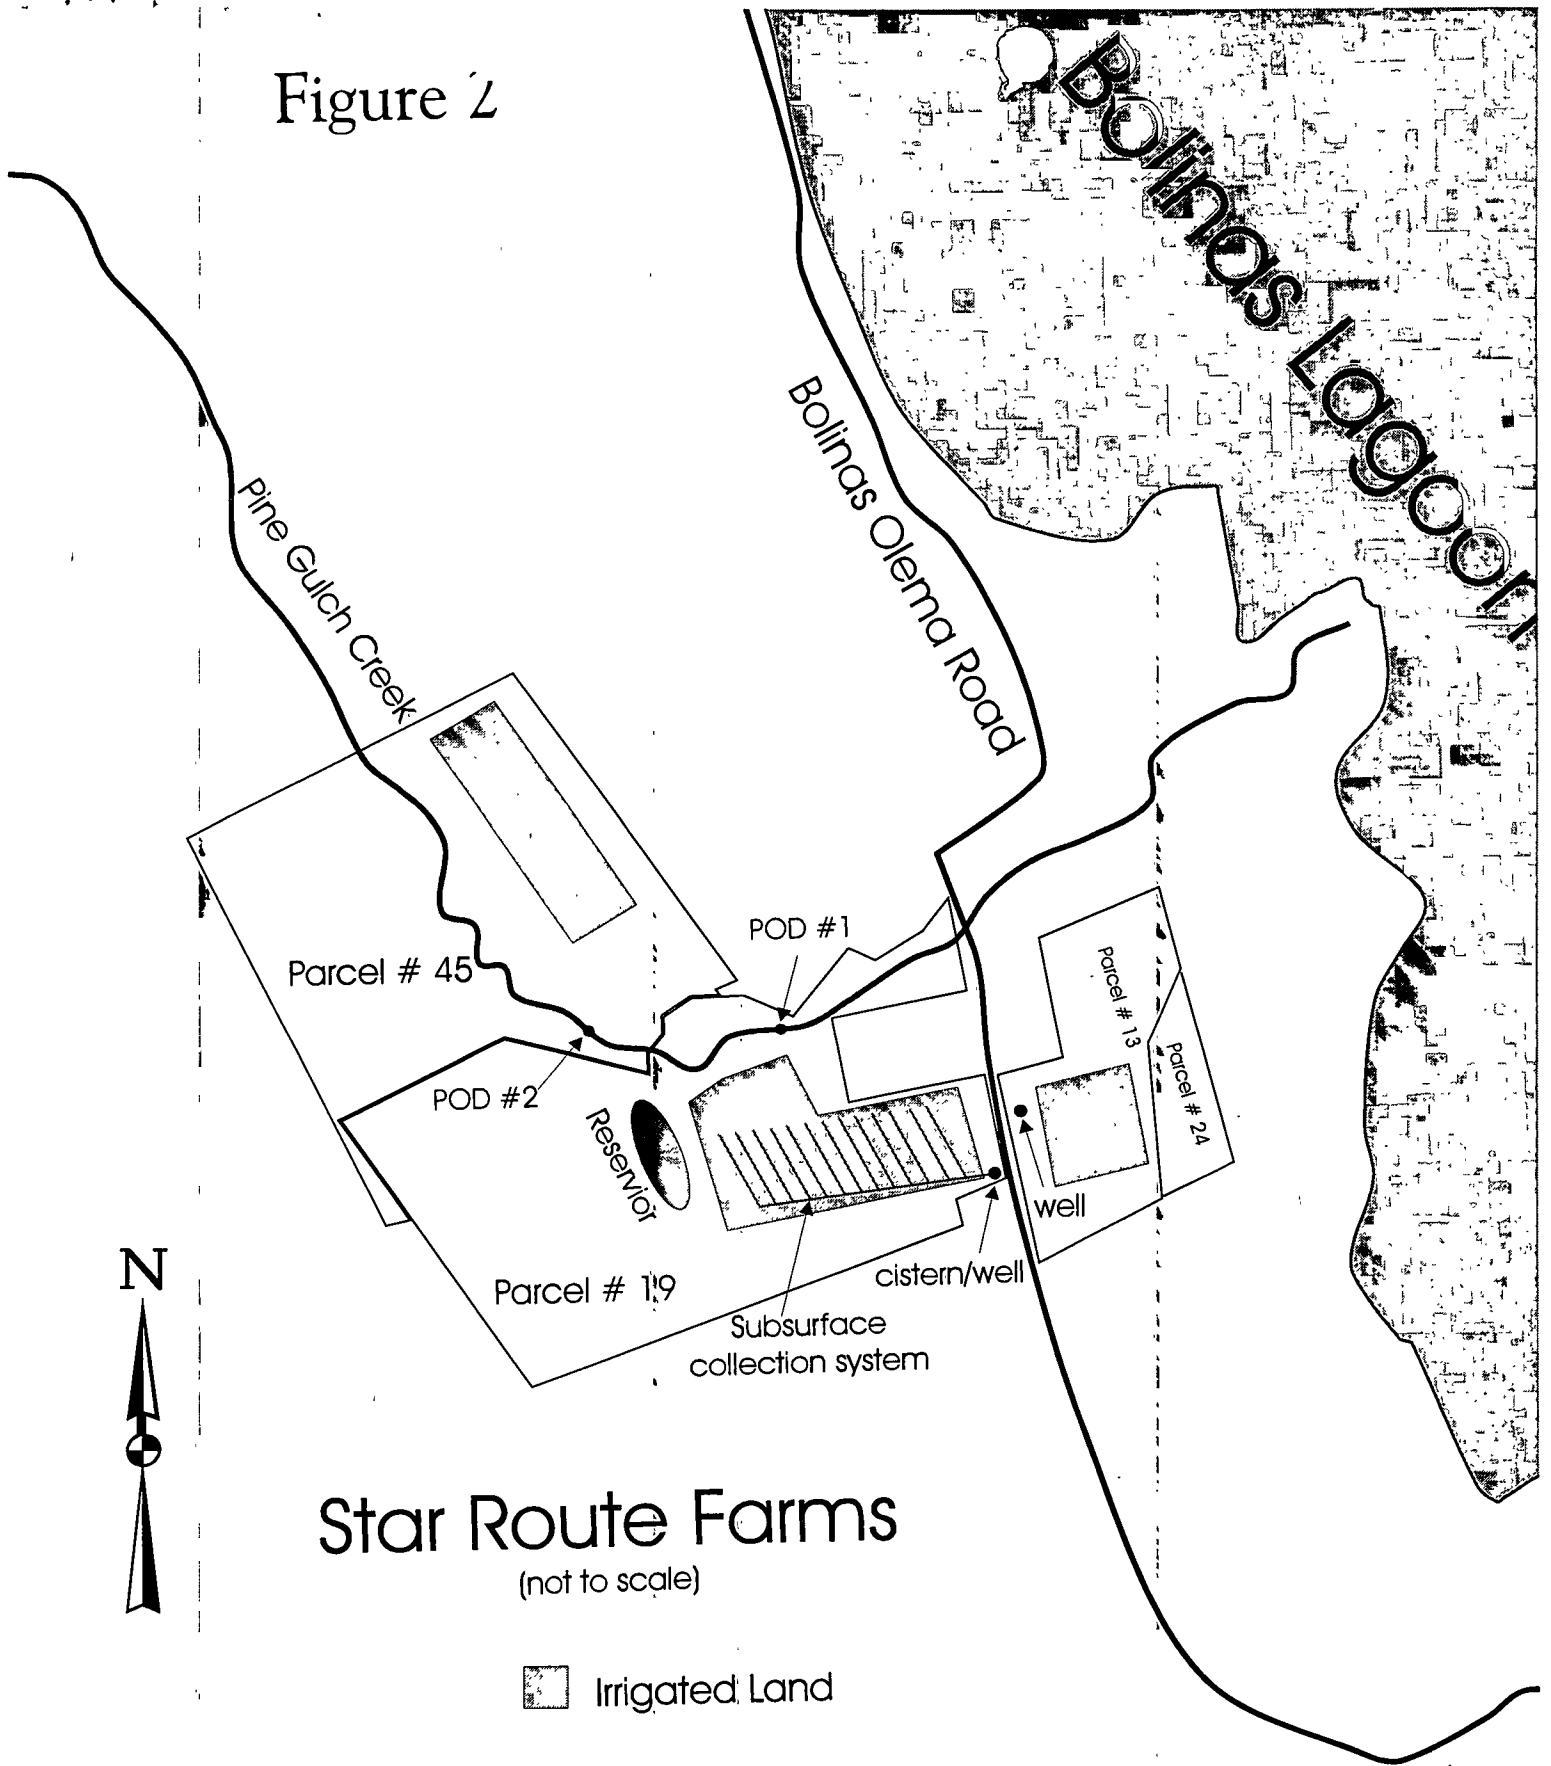 Figure 2
Bolinas Lagoon
Bolinas Olema Road
Pine Gulch Creek
POD #1
Parcel # 45
Parcel # 13
Parcel # 24
POD #2
Reservior
well
cistern/well
Parcel # 19
Subsurface
collection system
N
Star Route Farms
(not to scale)
Irrigated Land